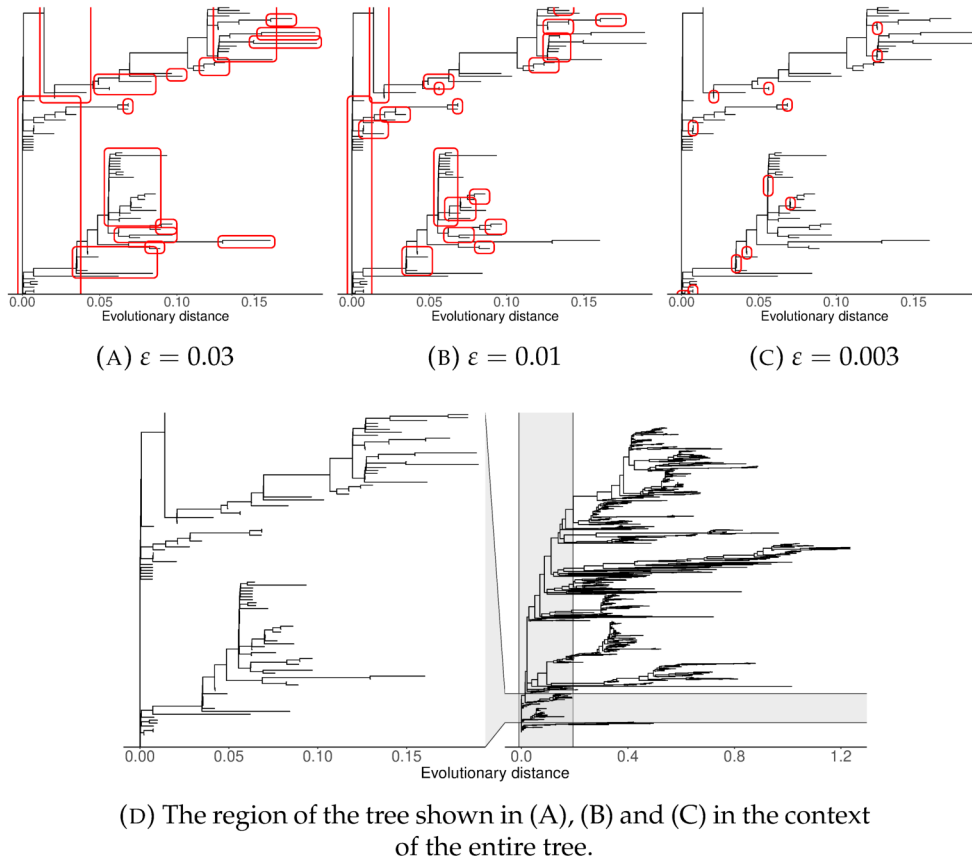 0.00 0.05 0.10 0.15
0.00 0.05 0.10 0.15
0.00 0.05 0.10 0.15
Evolutionary distance
Evolutionary distance
Evolutionary distance
(A) ε = 0.03
(B) ε = 0.01
(C) ε = 0.003
0.00 0.05 0.10 0.15
0.0 0.4 0.8 1.2
Evolutionary distance
(D) The region of the tree shown in (A), (B) and (C) in the context
of the entire tree.